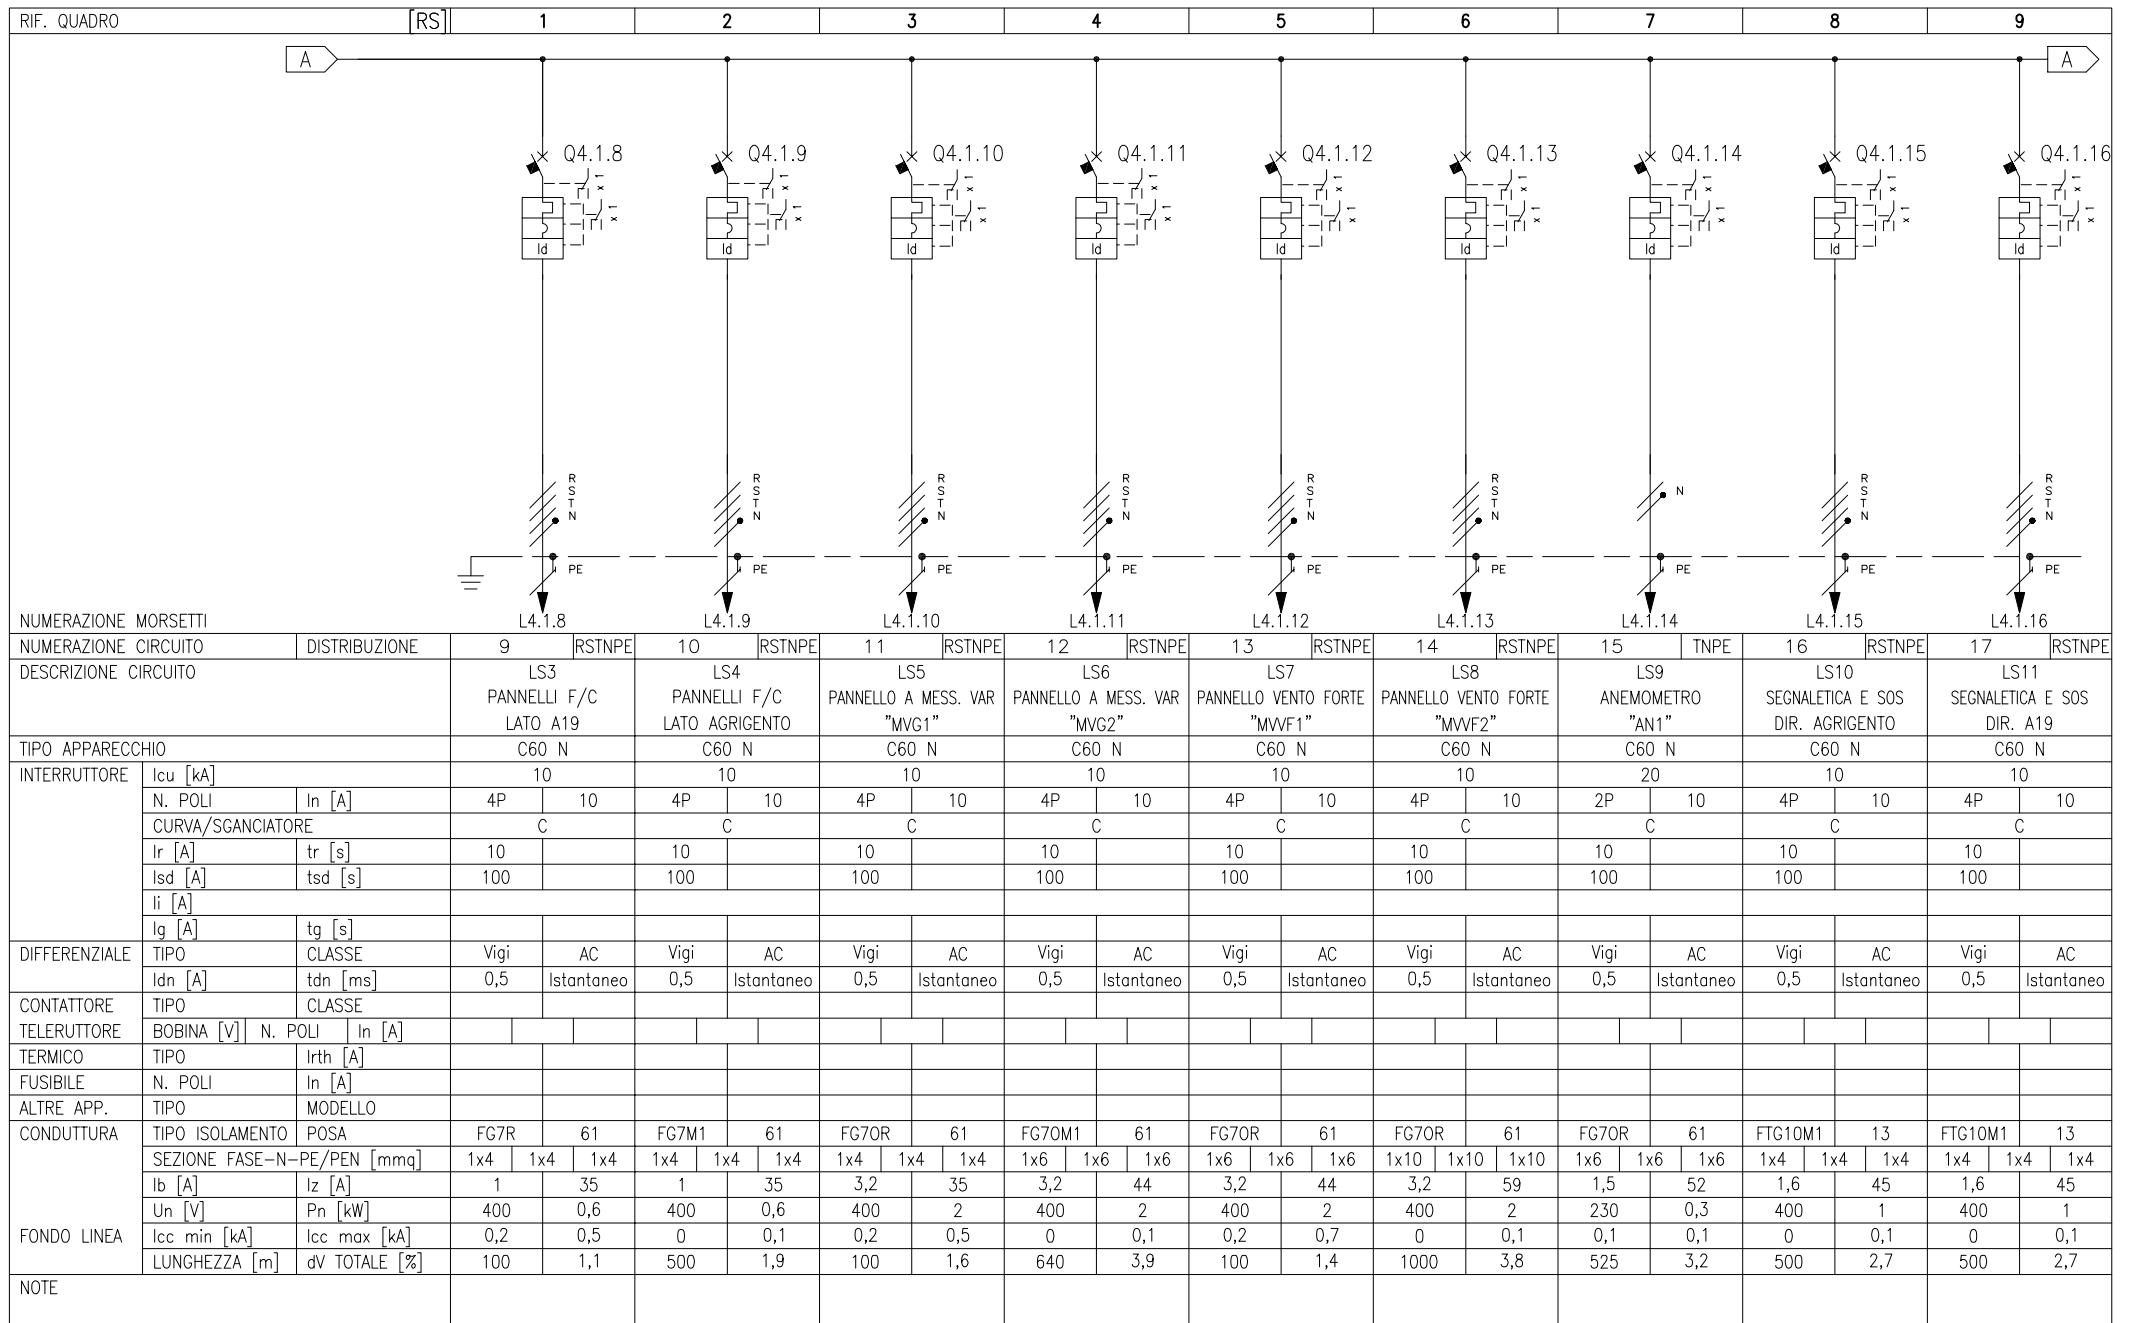 RIF. QUADRO [RS] 1 2 3 4 5 6 7 8 9
A A
Q4.1.8 Q4.1.9 Q4.1.10 Q4.1.11 Q4.1.12 Q4.1.13 Q4.1.14 Q4.1.15 Q4.1.16
x 1 x 1 x 1 x 1 x 1 x 1 x 1 x 1 x 1
x 1 x 1 x 1 x 1 x 1 x 1 x 1 x 1 x 1
Id Id Id Id Id Id Id Id Id
R R R R R R R R
S S S S S S N S S
T T T T T T T T
N N N N N N N N
PE PE PE PE PE PE PE PE PE
NUMERAZIONE MORSETTI L4.1.8 L4.1.9 L4.1.10 L4.1.11 L4.1.12 L4.1.13 L4.1.14 L4.1.15 L4.1.16
NUMERAZIONE CIRCUITO DISTRIBUZIONE 9 RSTNPE 10 RSTNPE 11 RSTNPE 12 RSTNPE 13 RSTNPE 14 RSTNPE 15 TNPE 16 RSTNPE 17 RSTNPE
DESCRIZIONE CIRCUITO LS3 LS4 LS5 LS6 LS7 LS8 LS9 LS10 LS11
PANNELLI F/C PANNELLI F/C PANNELLO A MESS. VAR PANNELLO A MESS. VAR PANNELLO VENTO FORTE PANNELLO VENTO FORTE ANEMOMETRO SEGNALETICA E SOS SEGNALETICA E SOS
LATO A19 LATO AGRIGENTO "MVG1" "MVG2" "MVVF1" "MVVF2" "AN1" DIR. AGRIGENTO DIR. A19
TIPO APPARECCHIO C60 N C60 N C60 N C60 N C60 N C60 N C60 N C60 N C60 N
INTERRUTTORE Icu [kA] 10 10 10 10 10 10 20 10 10
N. POLI In [A] 4P 10 4P 10 4P 10 4P 10 4P 10 4P 10 2P 10 4P 10 4P 10
CURVA/SGANCIATORE C C C C C C C C C
Ir [A] tr [s] 10 10 10 10 10 10 10 10 10
Isd [A] tsd [s] 100 100 100 100 100 100 100 100 100
Ii [A]
Ig [A] tg [s]
DIFFERENZIALE TIPO CLASSE Vigi AC Vigi AC Vigi AC Vigi AC Vigi AC Vigi AC Vigi AC Vigi AC Vigi AC
Idn [A] tdn [ms] 0,5 Istantaneo 0,5 Istantaneo 0,5 Istantaneo 0,5 Istantaneo 0,5 Istantaneo 0,5 Istantaneo 0,5 Istantaneo 0,5 Istantaneo 0,5 Istantaneo
CONTATTORE TIPO CLASSE
TELERUTTORE BOBINA [V] N. POLI In [A]
TERMICO TIPO Irth [A]
FUSIBILE N. POLI In [A]
ALTRE APP. TIPO MODELLO
CONDUTTURA TIPO ISOLAMENTO POSA FG7R 61 FG7M1 61 FG7OR 61 FG7OM1 61 FG7OR 61 FG7OR 61 FG7OR 61 FTG10M1 13 FTG10M1 13
SEZIONE FASE-N-PE/PEN [mmq] 1x4 1x4 1x4 1x4 1x4 1x4 1x4 1x4 1x4 1x6 1x6 1x6 1x6 1x6 1x6 1x10 1x10 1x10 1x6 1x6 1x6 1x4 1x4 1x4 1x4 1x4 1x4
Ib [A] Iz [A] 1 35 1 35 3,2 35 3,2 44 3,2 44 3,2 59 1,5 52 1,6 45 1,6 45
Un [V] Pn [kW] 400 0,6 400 0,6 400 2 400 2 400 2 400 2 230 0,3 400 1 400 1
FONDO LINEA Icc min [kA] Icc max [kA] 0,2 0,5 0 0,1 0,2 0,5 0 0,1 0,2 0,7 0 0,1 0,1 0,1 0 0,1 0 0,1
LUNGHEZZA [m] dV TOTALE [%] 100 1,1 500 1,9 100 1,6 640 3,9 100 1,4 1000 3,8 525 3,2 500 2,7 500 2,7
NOTE